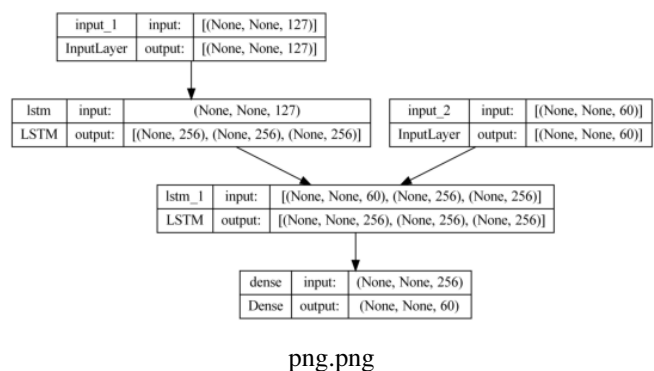 input_1 input: [(None, None, 127)]
InputLayer output: [(None, None, 127)]
lstm input: (None, None, 127)
LSTM output: [(None, 256), (None, 256), (None, 256)]
input_2 input: [(None, None, 60)]
InputLayer output: [(None, None, 60)]
lstm_1 input: [(None, None, 60), (None, 256), (None, 256)]
LSTM output: [(None, None, 256), (None, 256), (None, 256)]
dense input: (None, None, 256)
Dense output: (None, None, 60)
png.png